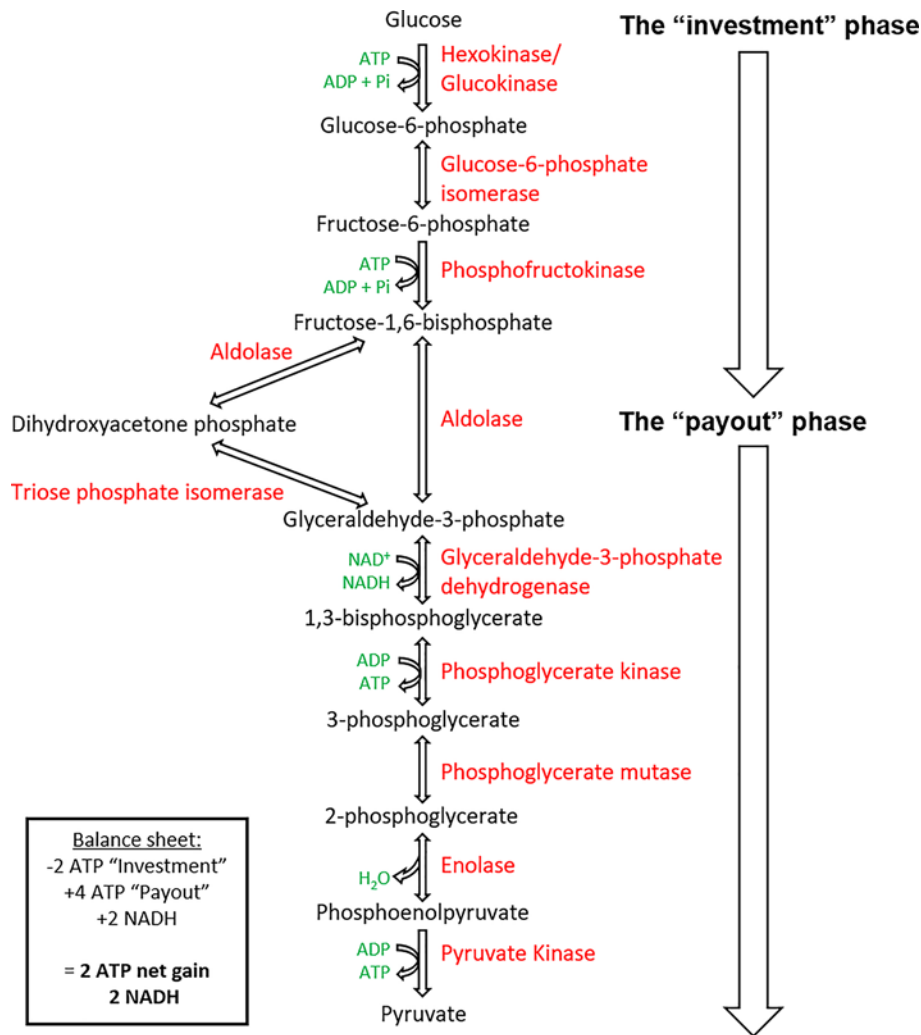 Glucose
The “investment” phase
ATP
ADP + Pi
Hexokinase/
Glucokinase
Glucose-6-phosphate
Glucose-6-phosphate
isomerase
Fructose-6-phosphate
ATP
ADP + Pi
Phosphofructokinase
Fructose-1,6-bisphosphate
Aldolase
Dihydroxyacetone phosphate
Aldolase
The “payout” phase
Triose phosphate isomerase
Glyceraldehyde-3-phosphate
NAD⁺
NADH
Glyceraldehyde-3-phosphate
dehydrogenase
1,3-bisphosphoglycerate
ADP
ATP
Phosphoglycerate kinase
3-phosphoglycerate
Phosphoglycerate mutase
2-phosphoglycerate
H₂O
Enolase
Phosphoenolpyruvate
ADP
ATP
Pyruvate Kinase
Pyruvate
Balance sheet:
-2 ATP “Investment”
+4 ATP “Payout”
+2 NADH
= 2 ATP net gain
2 NADH